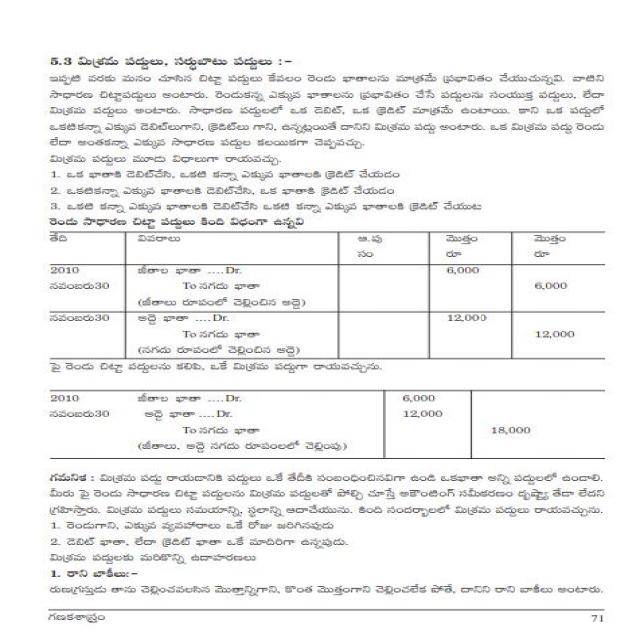 5.3 మిశ్రమ పద్దులు, సర్దుబాటు పద్దులు :-
ఇప్పటి వరకు మనం చూసిన చిట్టా పద్దులు కేవలం రెండు ఖాతాలను మాత్రమే ప్రభావితం చేయుచున్నవి. వాటిని
సాధారణ చిట్టాపద్దులు అంటారు. రెండుకన్న ఎక్కువ ఖాతాలను ప్రభావితం చేసే పద్దులను సంయుక్త పద్దులు, లేదా
మిశ్రమ పద్దులు అంటారు. సాధారణ పద్దులలో ఒక డెబిట్, ఒక క్రెడిట్ మాత్రమే ఉంటాయి. కాని ఒక పద్దులో
ఒకటికన్నా ఎక్కువ డెబిట్‌లుగాని, క్రెడిట్‌లు గాని, ఉన్నట్లయితే దానిని మిశ్రమ పద్దు అంటారు. ఒక మిశ్రమ పద్దు రెండు
లేదా అంతకన్నా ఎక్కువ సాధారణ పద్దుల కలయికగా చెప్పవచ్చు.
మిశ్రమ పద్దులు మూడు విధాలుగా రాయవచ్చు.
1. ఒక ఖాతాకి డెబిట్‌చేసి, ఒకటి కన్నా ఎక్కువ ఖాతాలకి క్రెడిట్ చేయడం
2. ఒకటికన్నా ఎక్కువ ఖాతాలకి డెబిట్‌చేసి, ఒక ఖాతాకి క్రెడిట్ చేయడం
3. ఒకటి కన్నా ఎక్కువ ఖాతాలకి డెబిట్‌చేసి ఒకటి కన్నా ఎక్కువ ఖాతాలకి క్రెడిట్ చేయుట
రెండు సాధారణ చిట్టా పద్దులు కింది విధంగా ఉన్నవి
తేది వివరాలు ఆ.పు మొత్తం మొత్తం
సం రూ రూ
2010 జీతాల ఖాతా ....Dr. 6,000
నవంబరు30 To నగదు ఖాతా 6,000
(జీతాలు రూపంలో చెల్లించిన అద్దె)
నవంబరు30 అద్దె ఖాతా ....Dr. 12,000
To నగదు ఖాతా 12,000
(నగదు రూపంలో చెల్లించిన అద్దె)
పై రెండు చిట్టా పద్దులను కలిపి, ఒకే మిశ్రమ పద్దుగా రాయవచ్చును.
2010 జీతాల ఖాతా ....Dr. 6,000
నవంబరు30 అద్దె ఖాతా ....Dr. 12,000
To నగదు ఖాతా 18,000
(జీతాలు, అద్దె నగదు రూపంలలో చెల్లింపు)
గమనిక : మిశ్రమ పద్దు రాయడానికి పద్దులు ఒకే తేదీకి సంబంధించినవిగా ఉండి ఒకఖాతా అన్ని పద్దులలో ఉండాలి.
మీరు పై రెండు సాధారణ చిట్టా పద్దులను మిశ్రమ పద్దులతో పోల్చి చూస్తే అకౌంటింగ్ సమీకరణం దృష్ట్యా తేడా లేదని
గ్రహిస్తారు. మిశ్రమ పద్దులు సమయాన్ని, స్థలాన్ని ఆదాచేయును. కింది సందర్భాలలో మిశ్రమ పద్దులు రాయవచ్చును.
1. రెండుగాని, ఎక్కువ వ్యవహారాలు ఒకే రోజు జరిగినపుడు
2. డెబిట్ ఖాతా, లేదా క్రెడిట్ ఖాతా ఒకే మాదిరిగా ఉన్నపుడు.
మిశ్రమ పద్దులకు మరికొన్ని ఉదాహరణలు
1. రాని బాకీలు:-
రుణగ్రస్తుడు తాను చెల్లించవలసిన మొత్తాన్నిగాని, కొంత మొత్తంగాని చెల్లించలేక పోతే, దానిని రాని బాకీలు అంటారు.
గణకశాస్త్రం 71